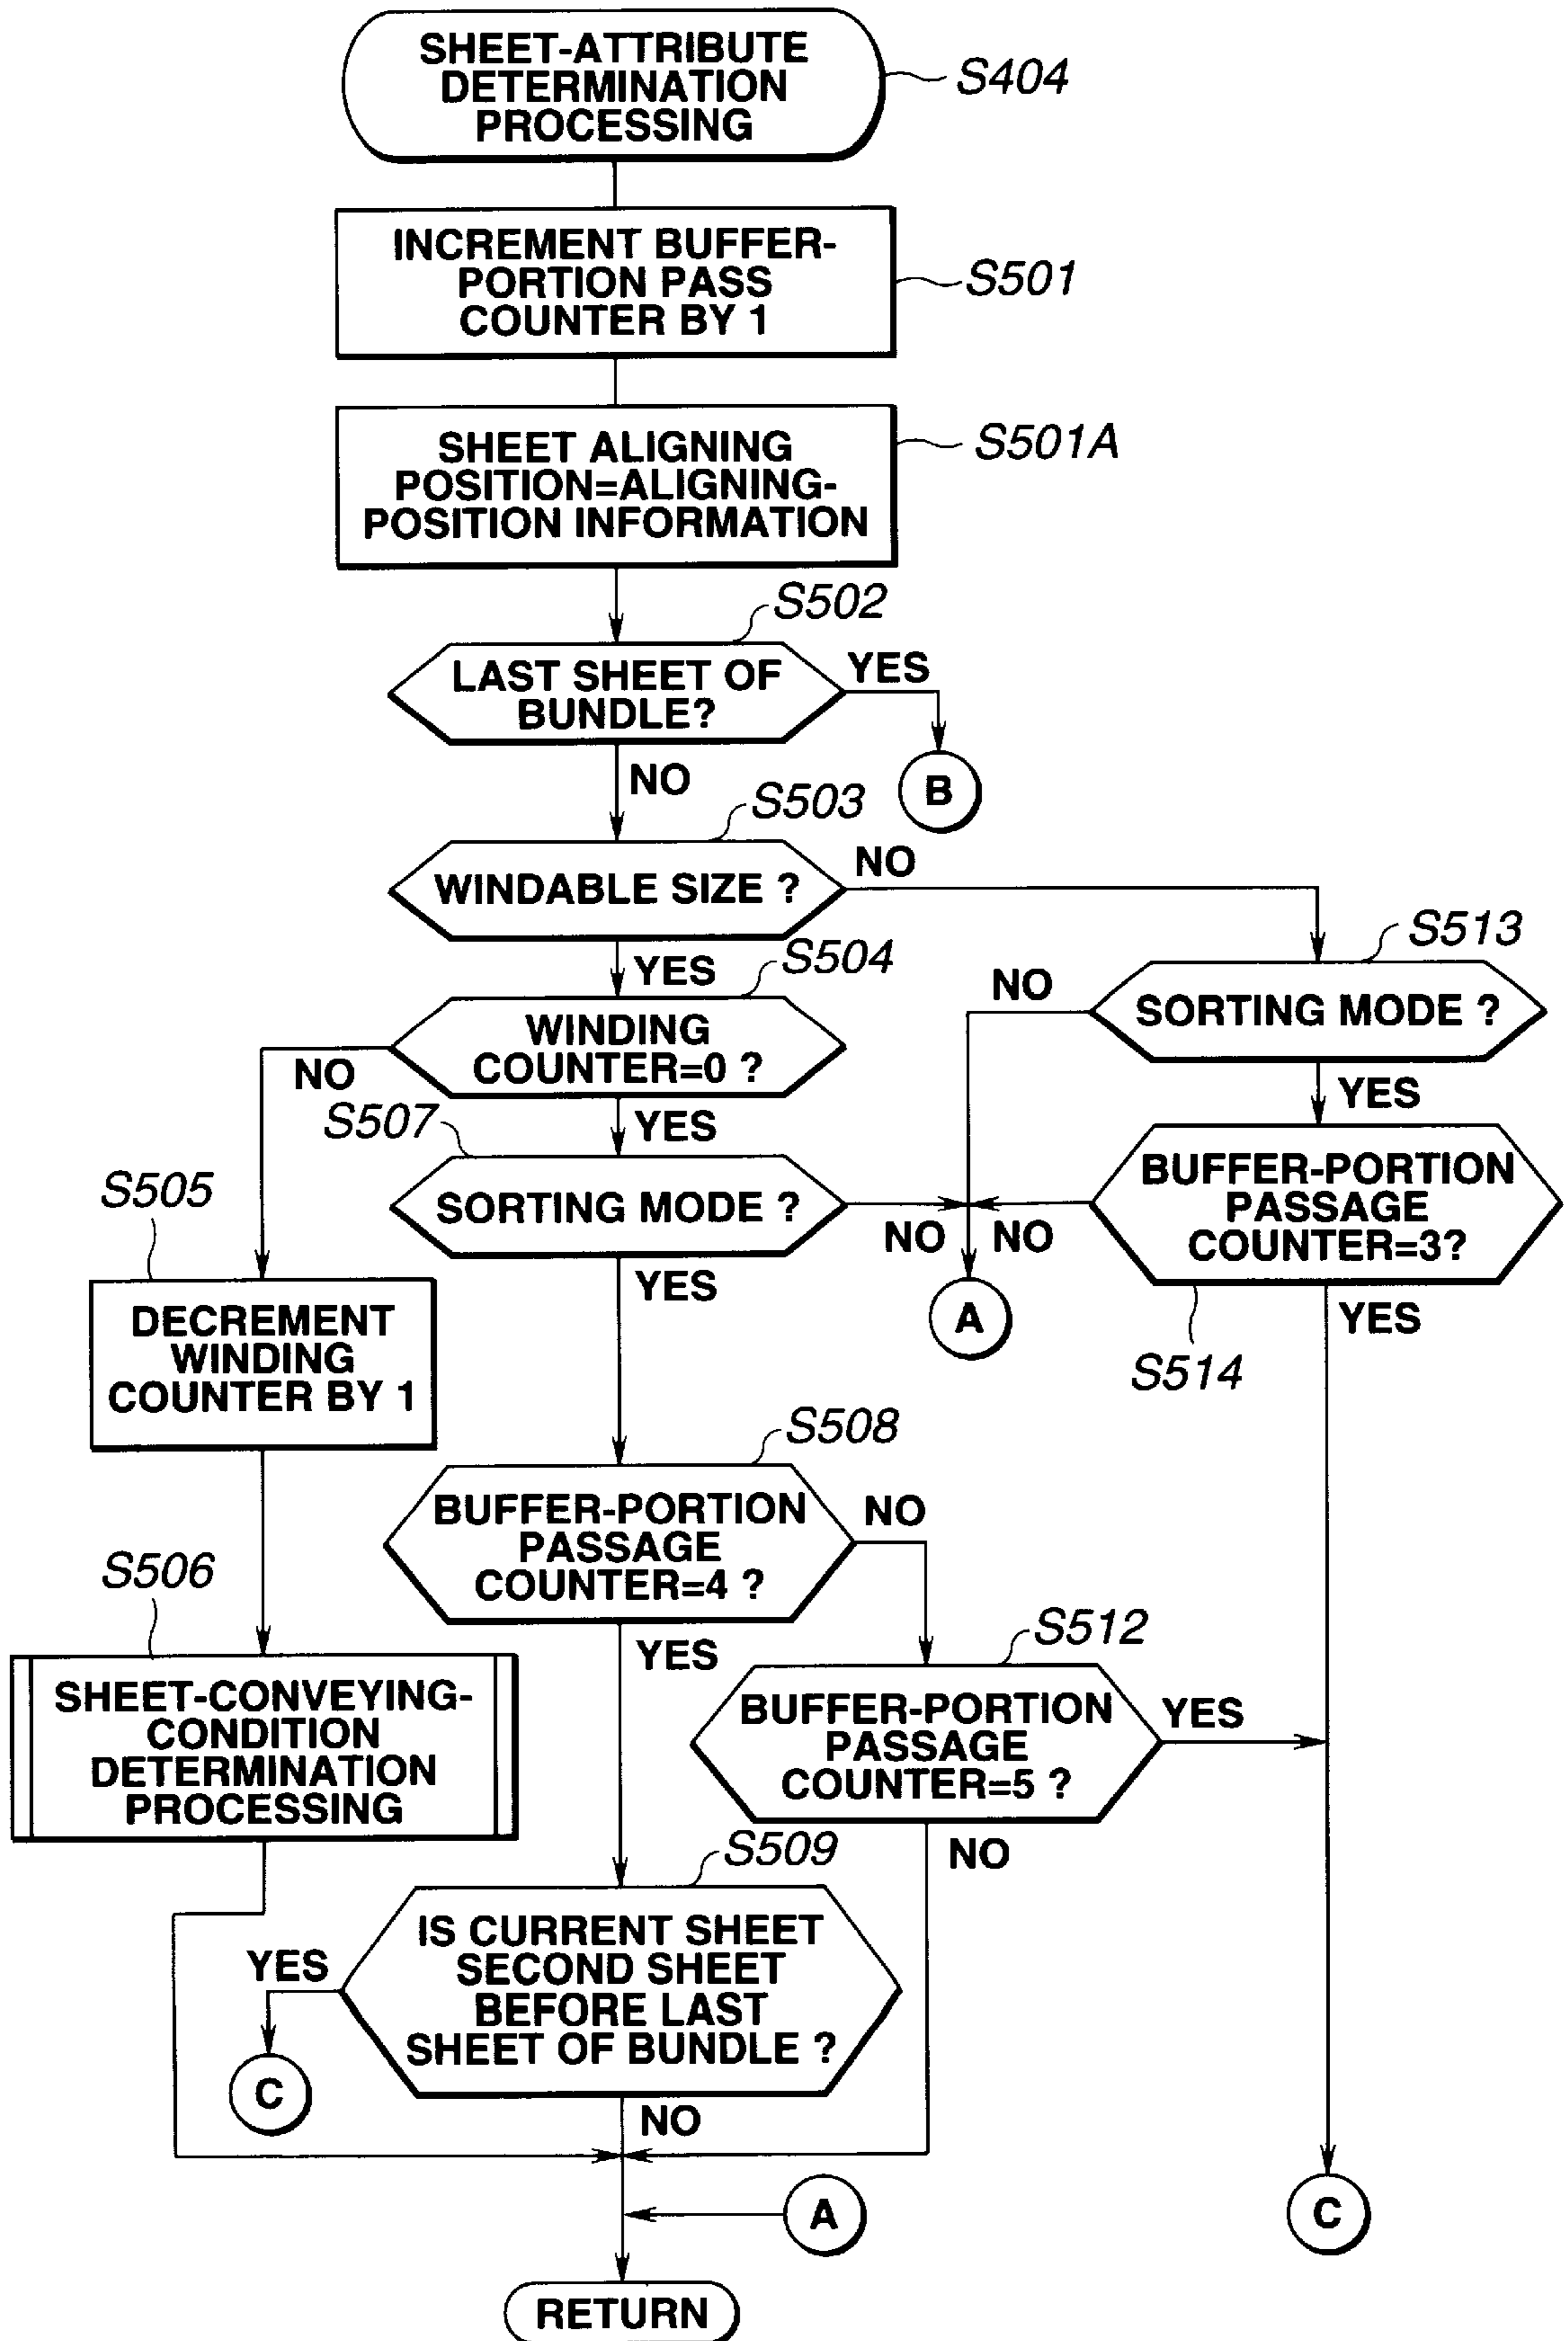 SHEET-ATTRIBUTE
DETERMINATION
PROCESSING
S404
INCREMENT BUFFER-
PORTION PASS
COUNTER BY 1
S501
SHEET ALIGNING
POSITION=ALIGNING-
POSITION INFORMATION
S501A
S502
LAST SHEET OF
BUNDLE?
YES
B
NO
S503
WINDABLE SIZE ?
NO
YES
S504
WINDING
COUNTER=0 ?
NO
YES
S513
SORTING MODE ?
NO
YES
S507
SORTING MODE ?
NO
YES
BUFFER-PORTION
PASSAGE
COUNTER=3?
NO
YES
S514
A
S505
DECREMENT
WINDING
COUNTER BY 1
S508
BUFFER-PORTION
PASSAGE
COUNTER=4 ?
NO
YES
S506
SHEET-CONVEYING-
CONDITION
DETERMINATION
PROCESSING
S512
BUFFER-PORTION
PASSAGE
COUNTER=5 ?
YES
NO
S509
IS CURRENT SHEET
SECOND SHEET
BEFORE LAST
SHEET OF BUNDLE ?
YES
C
NO
A
C
RETURN